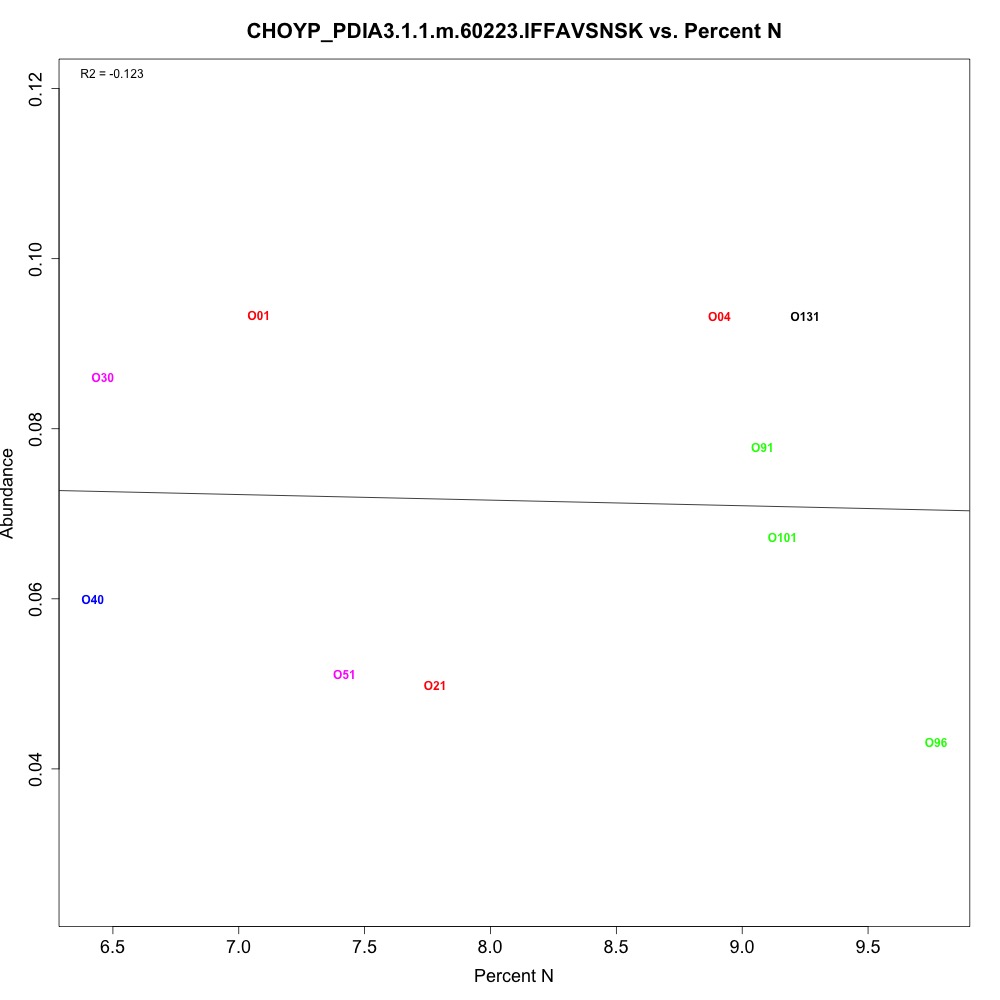 CHOYP_PDIA3.1.1.m.60223.IFFAVSNSK vs. Percent N
R2 = -0.123
0.12
0.10
0.08
0.06
0.04
Abundance
O01
O04
O131
O30
O91
O101
O40
O51
O21
O96
6.5 7.0 7.5 8.0 8.5 9.0 9.5
Percent N